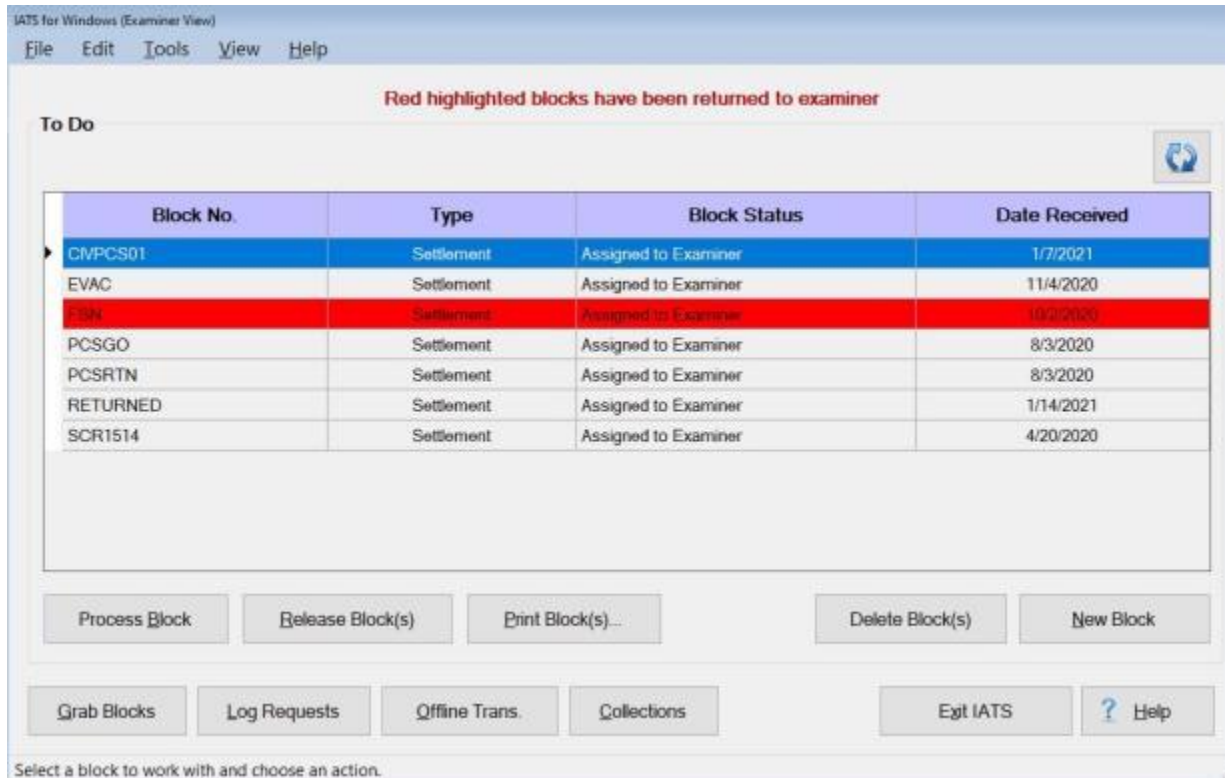 IATS for Windows (Examiner View)
File Edit Tools View Help
Red highlighted blocks have been returned to examiner
To Do
Block No. Type Block Status Date Received
CIVPCS01 Settlement Assigned to Examiner 1/7/2021
EVAC Settlement Assigned to Examiner 11/4/2020
FSN Settlement Assigned to Examiner 10/2/2020
PCSGO Settlement Assigned to Examiner 8/3/2020
PCSRTN Settlement Assigned to Examiner 8/3/2020
RETURNED Settlement Assigned to Examiner 1/14/2021
SCR1514 Settlement Assigned to Examiner 4/20/2020
Process Block Release Block(s) Print Block(s)... Delete Block(s) New Block
Grab Blocks Log Requests Offline Trans. Collections Exit IATS ? Help
Select a block to work with and choose an action.